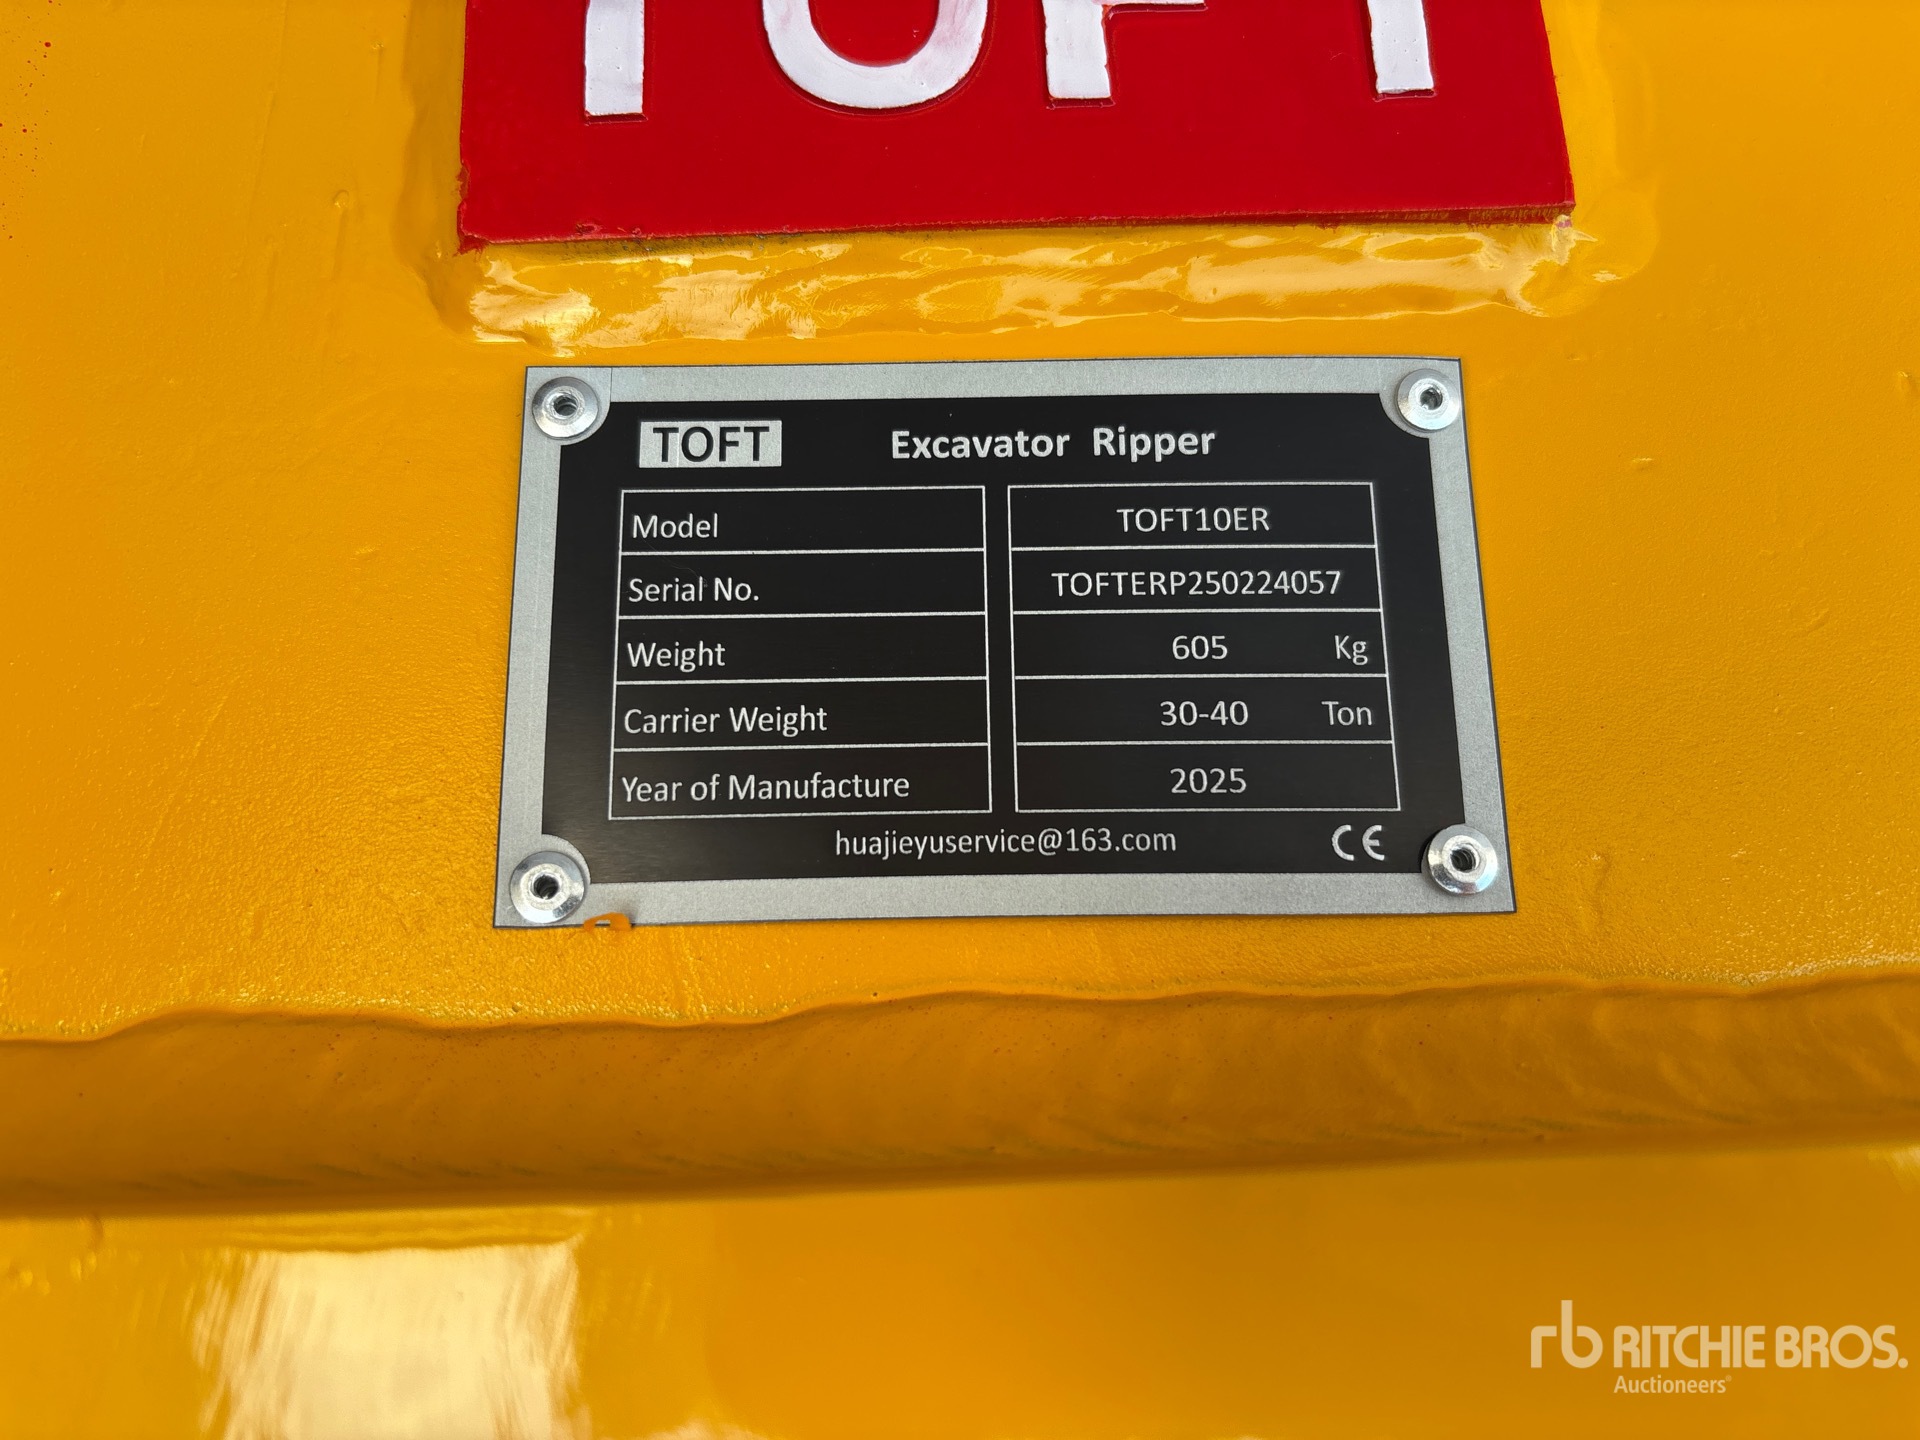 TOFT
TOFT Excavator Ripper
Model TOFT10ER
Serial No. TOFTERP250224057
Weight 605 Kg
Carrier Weight 30-40 Ton
Year of Manufacture 2025
huajieyuservice@163.com CE
rb RITCHIE BROS.
Auctioneers